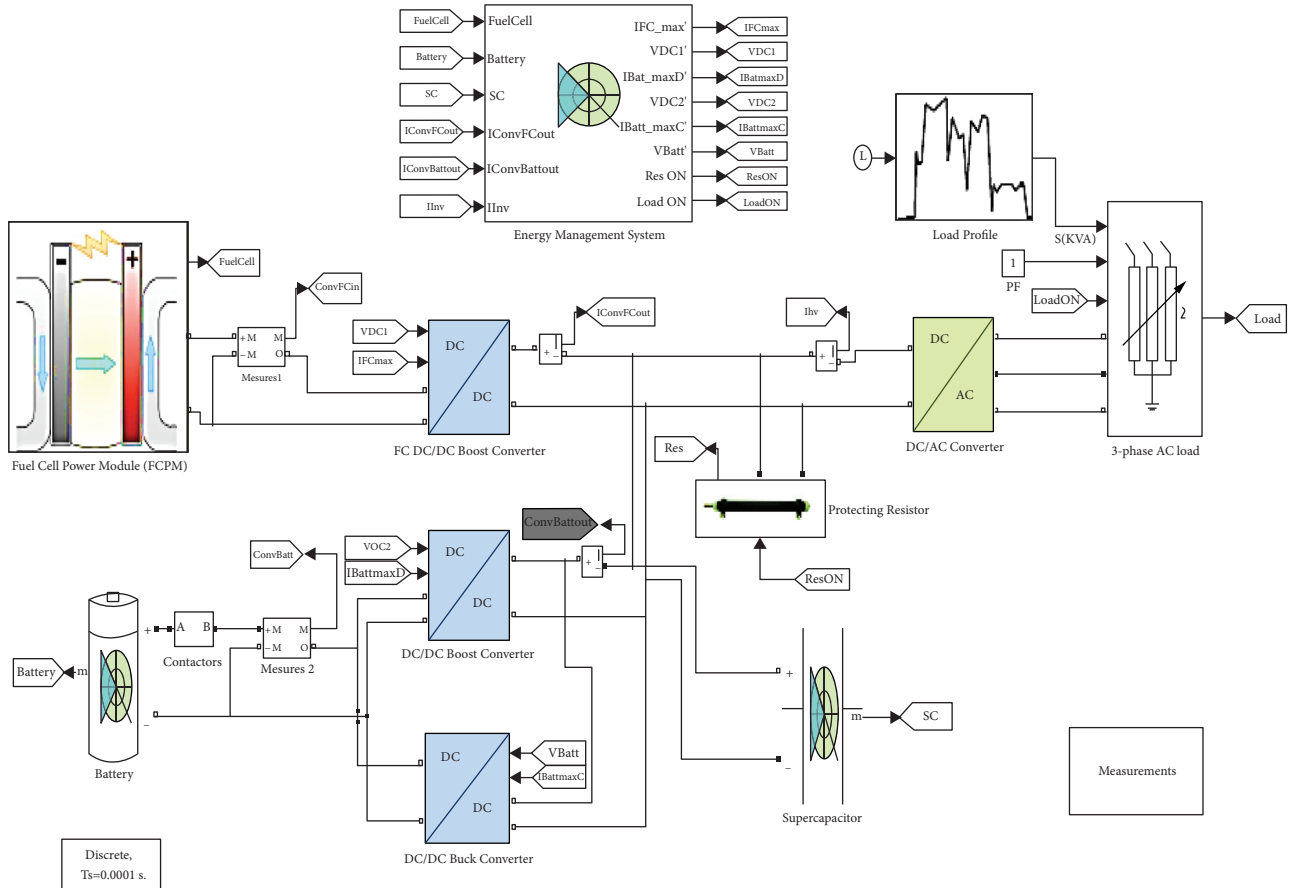 FuelCell
FuelCell
Battery
Battery
SC
SC
IConvFCout
IConvFCout
IConvBattout
IConvBattout
IInv
IInv
IFC_max'
IFCmax
VDC1'
VDC1
IBat_maxD'
IBatmaxD
VDC2'
VDC2
IBatt_maxC'
IBattmaxC
VBatt'
VBatt
Res ON
ResON
Load ON
LoadON
Energy Management System
L
Load Profile
S(KVA)
1
PF
LoadON
Load
3-phase AC load
FuelCell
ConvFCin
+M
M
−M
O
Mesures1
Fuel Cell Power Module (FCPM)
- +
VDC1
IFCmax
DC
DC
FC DC/DC Boost Converter
IConvFCout
+ −
Ihv
+ −
DC
AC
DC/AC Converter
Res
Protecting Resistor
ResON
ConvBattout
+ −
ConvBatt
VOC2
IBattmaxD
DC
DC
DC/DC Boost Converter
+
A B
Contactors
+M
M
−M
O
Mesures 2
Battery
m
−
Battery
DC
DC
VBatt
IBattmaxC
DC/DC Buck Converter
+
m
SC
−
Supercapacitor
Measurements
Discrete,
Ts=0.0001 s.